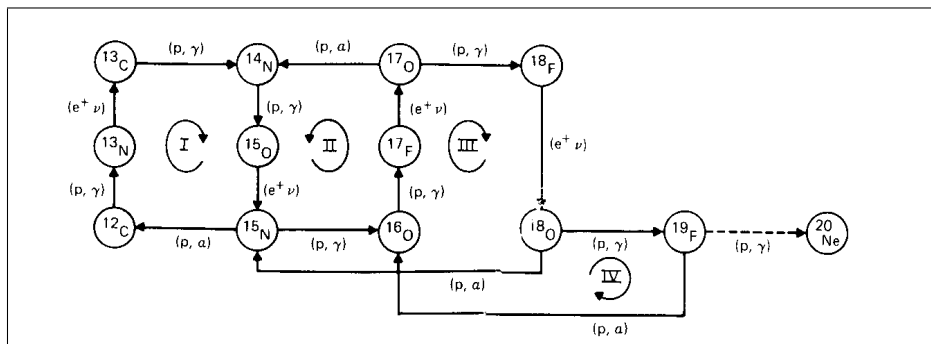 (p, γ) (p, a) (p, γ)
¹³C ¹⁴N ¹⁷O ¹⁸F
(e⁺ ν) (p, γ) (e⁺ν) (e⁺ ν)
¹³N I ¹⁵O II ¹⁷F III
(p, γ) (e⁺ν) (p, γ)
¹²C ¹⁵N ¹⁶O ¹⁸O ¹⁹F ²⁰Ne
(p, a) (p, γ) (p, γ) (p, γ)
IV
(p, a)
(p, a)